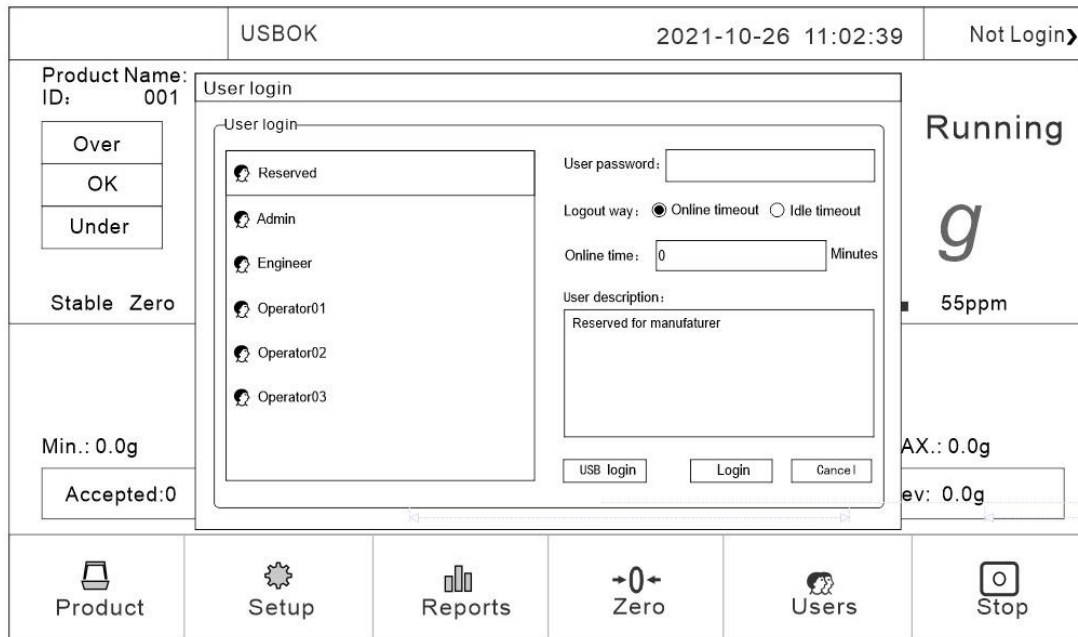 USBOK 2021-10-26 11:02:39 Not Login
Product Name:
ID: 001
Over
OK
Under
Stable Zero
Running
g
55ppm
Min.: 0.0g
AX.: 0.0g
Accepted:0
ev: 0.0g
User login
User login
Reserved
Admin
Engineer
Operator01
Operator02
Operator03
User password:
Logout way: Online timeout Idle timeout
Online time: 0 Minutes
User description:
Reserved for manufaturer
USB login Login Cancel
Product Setup Reports Zero Users Stop